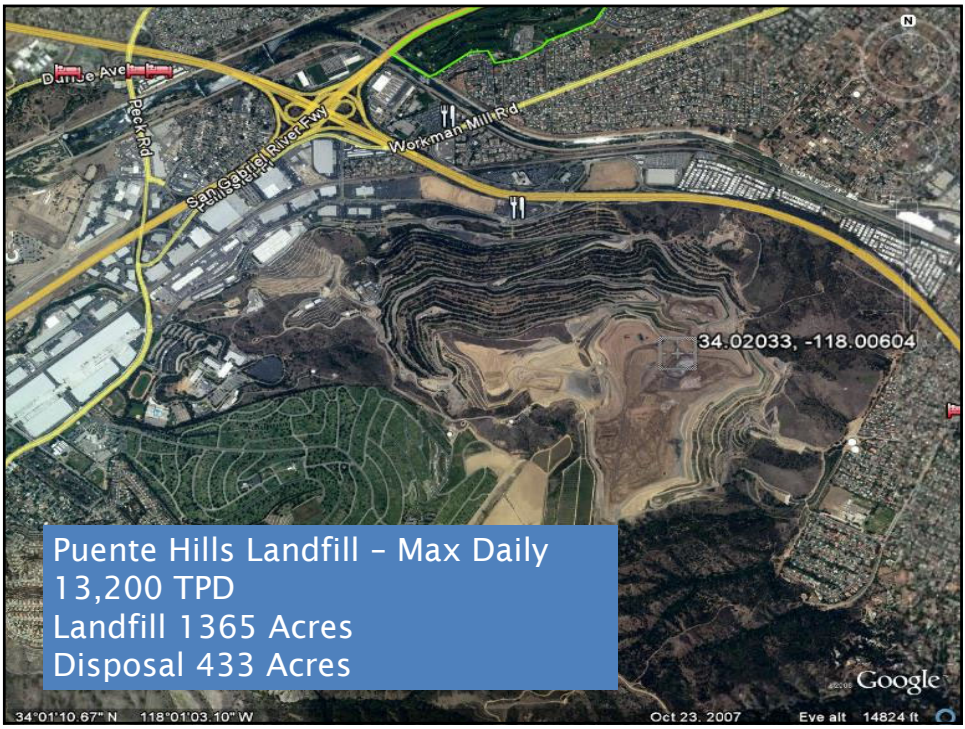 N
Durfee Ave
Peck Rd
San Gabriel River Fwy
Workman Mill Rd
34.02033, -118.00604
Puente Hills Landfill – Max Daily
13,200 TPD
Landfill 1365 Acres
Disposal 433 Acres
Google
34°01'10.67" N 118°01'03.10" W
Oct 23, 2007
Eye alt 14824 ft